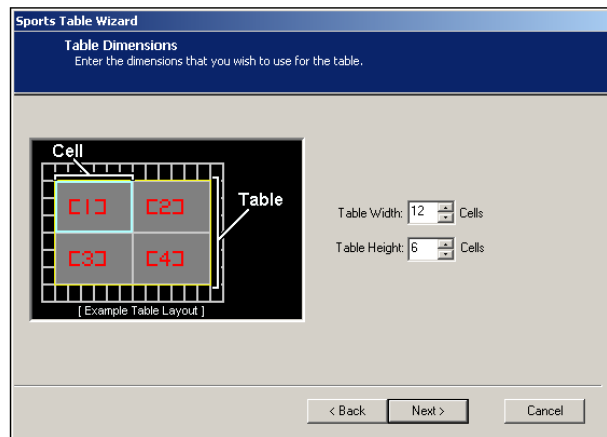 Sports Table Wizard
Table Dimensions
Enter the dimensions that you wish to use for the table.
Cell
[1] [2]
Table
[3] [4]
[ Example Table Layout ]
Table Width: 12 Cells
Table Height: 6 Cells
< Back Next > Cancel